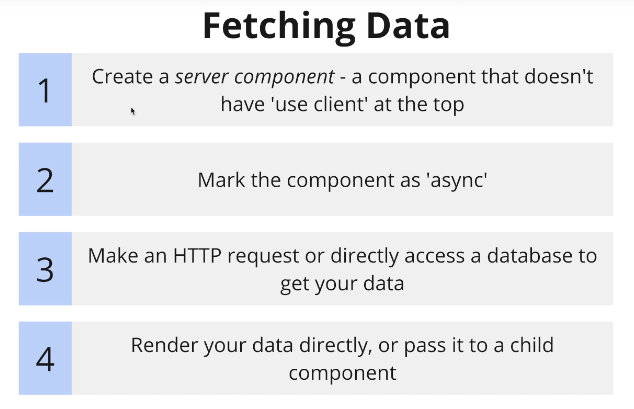 Fetching Data
1
Create a server component - a component that doesn't
have 'use client' at the top
2
Mark the component as 'async'
3
Make an HTTP request or directly access a database to
get your data
4
Render your data directly, or pass it to a child
component